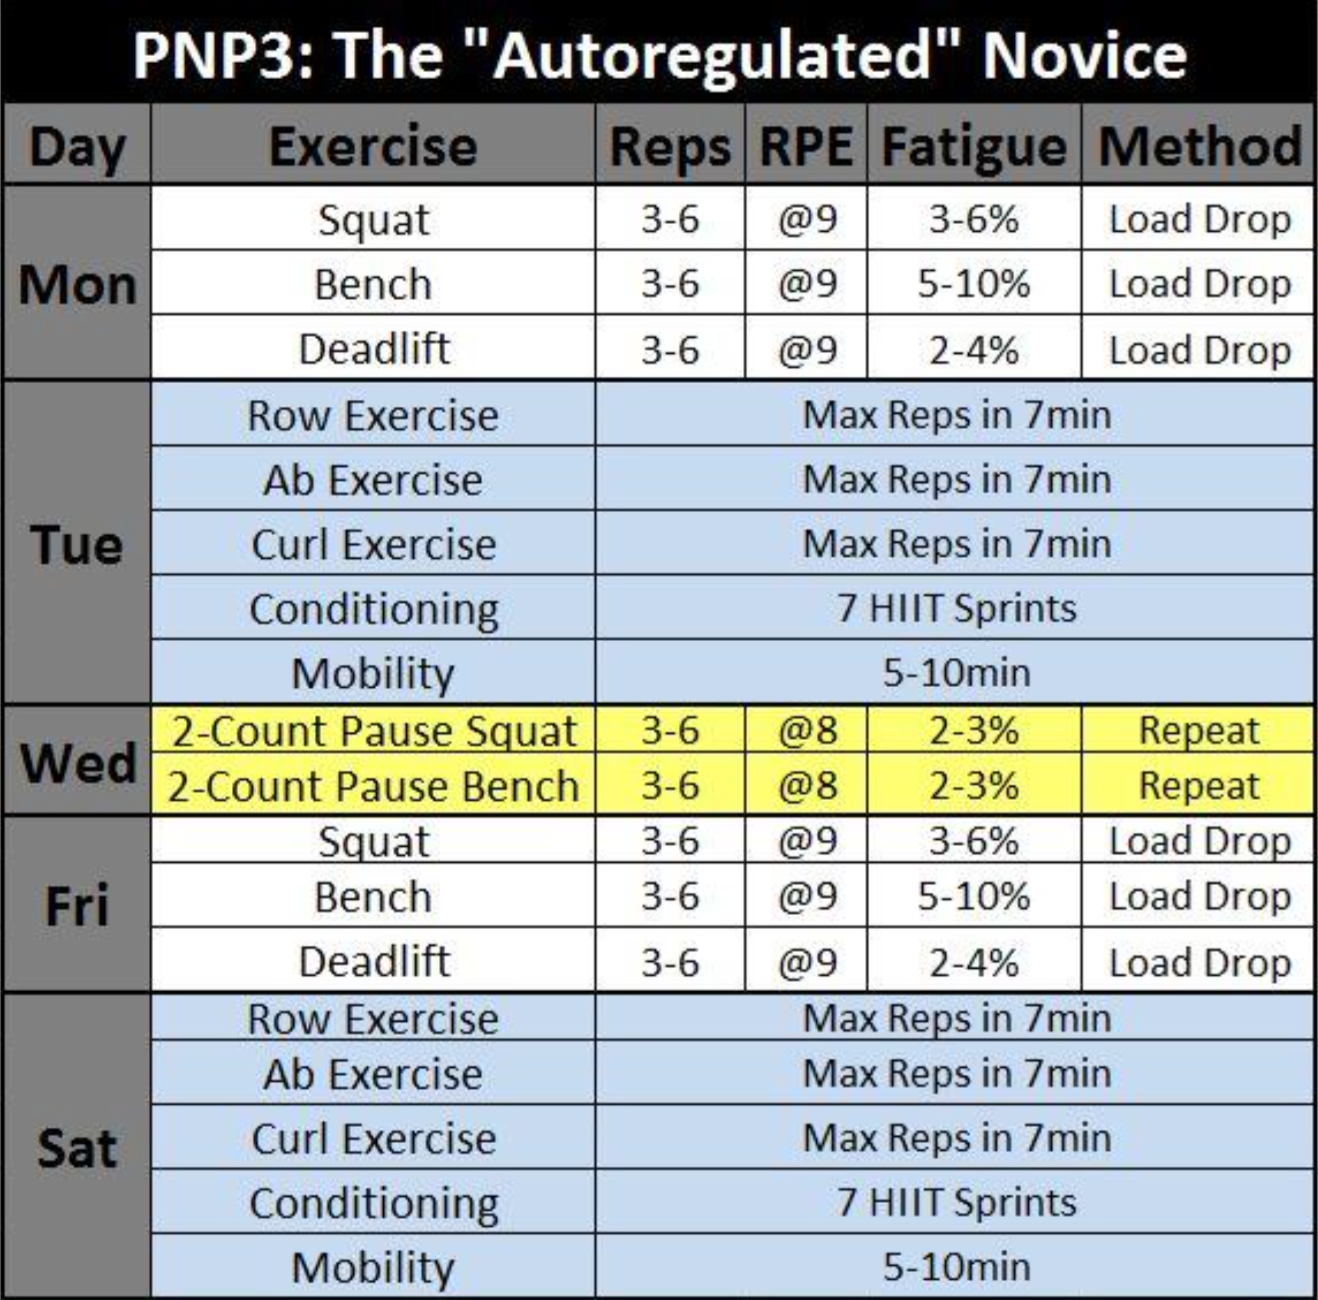 PNP3: The "Autoregulated" Novice
Day Exercise Reps RPE Fatigue Method
Mon
Squat 3-6 @9 3-6% Load Drop
Bench 3-6 @9 5-10% Load Drop
Deadlift 3-6 @9 2-4% Load Drop
Tue
Row Exercise Max Reps in 7min
Ab Exercise Max Reps in 7min
Curl Exercise Max Reps in 7min
Conditioning 7 HIIT Sprints
Mobility 5-10min
Wed
2-Count Pause Squat 3-6 @8 2-3% Repeat
2-Count Pause Bench 3-6 @8 2-3% Repeat
Fri
Squat 3-6 @9 3-6% Load Drop
Bench 3-6 @9 5-10% Load Drop
Deadlift 3-6 @9 2-4% Load Drop
Sat
Row Exercise Max Reps in 7min
Ab Exercise Max Reps in 7min
Curl Exercise Max Reps in 7min
Conditioning 7 HIIT Sprints
Mobility 5-10min